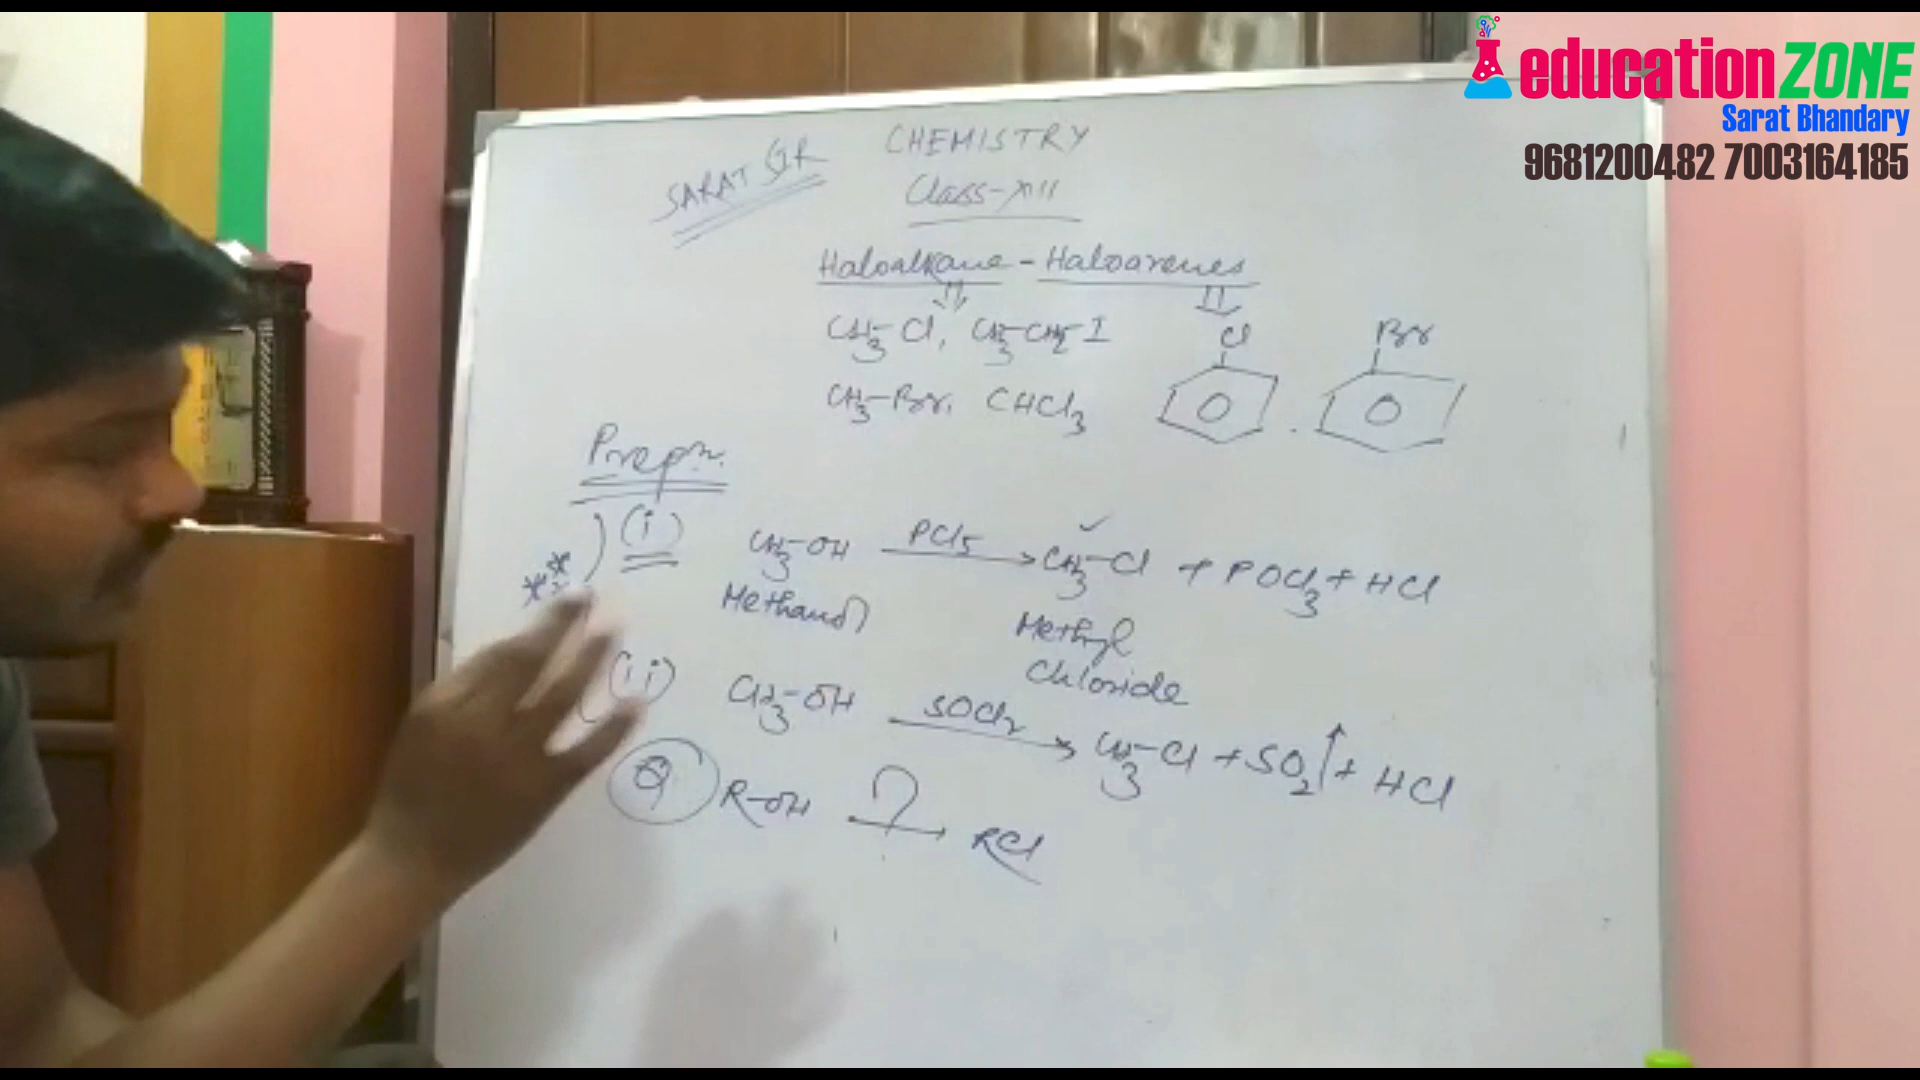 educationZONE
Sarat Bhandary
9681200482 7003164185
SARAT SIR
CHEMISTRY
Class-XII
Haloalkane - Haloarenes
CH3-Cl, CH3-CH2-I
Cl
Br
CH3-Br, CHCl3
Prepn.
(i) CH3-OH PCl5 → CH3-Cl + POCl3 + HCl
Methanol
Methyl
Chloride
(ii) CH3-OH SOCl2 → CH3-Cl + SO2↑ + HCl
Q R-OH ? → RCl